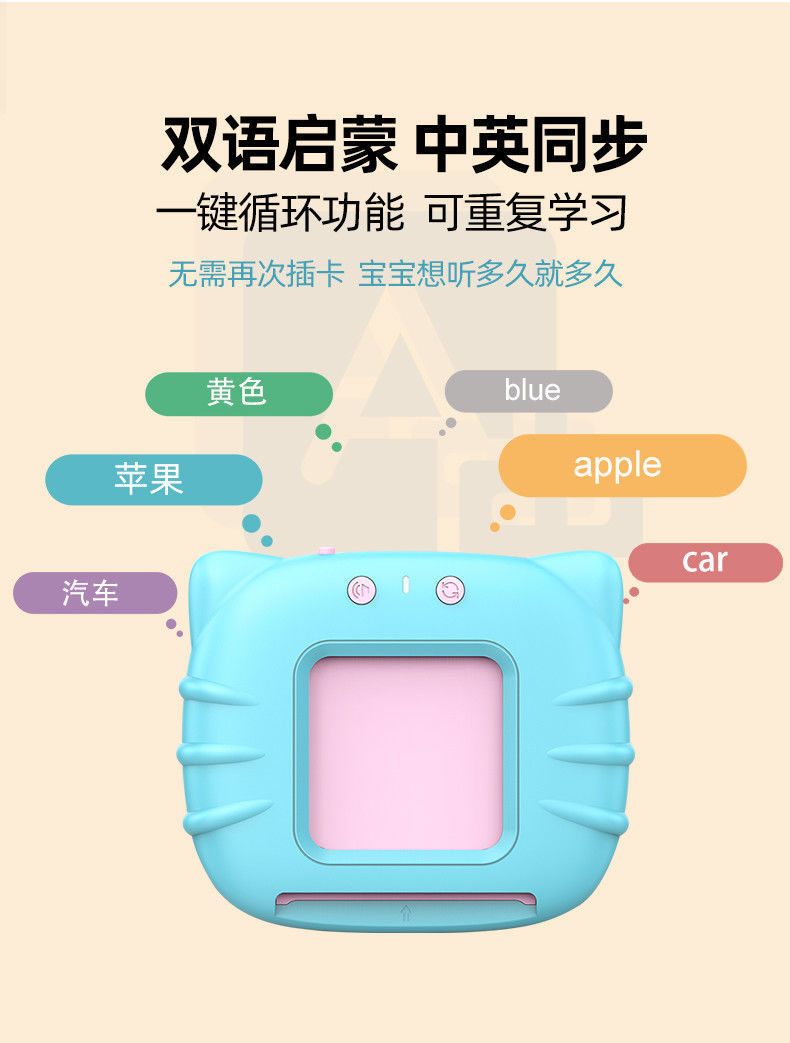 双语启蒙 中英同步
一键循环功能 可重复学习
无需再次插卡 宝宝想听多久就多久
黄色
blue
苹果
apple
汽车
car